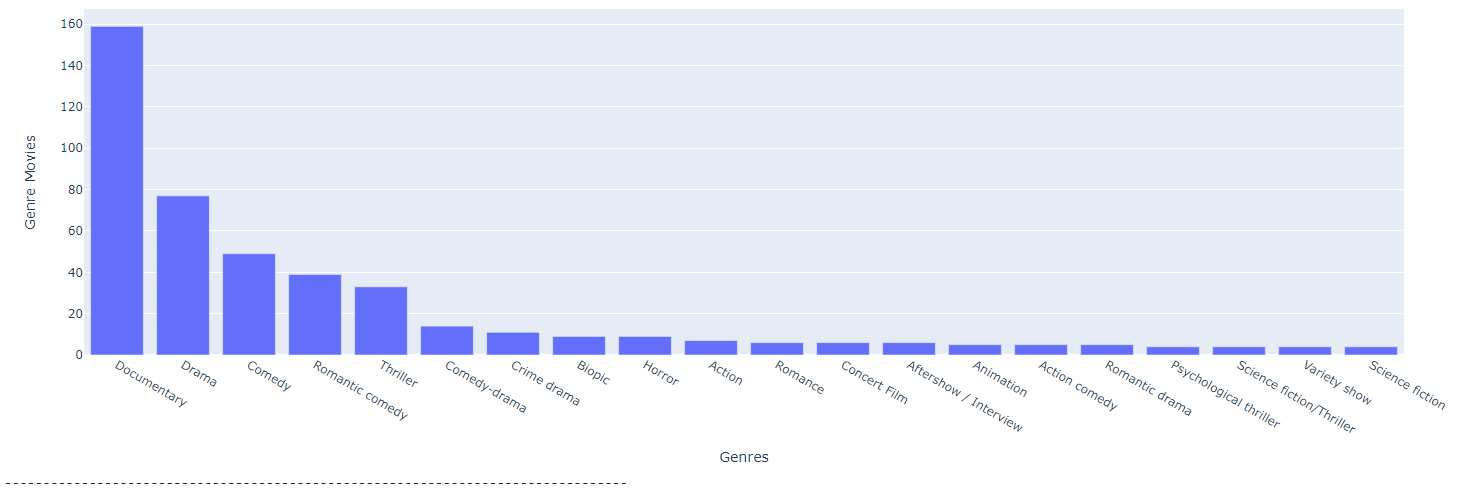 160
140
120
100
80
60
40
20
0
Genre Movies
Documentary
Drama
Comedy
Romantic comedy
Thriller
Comedy-drama
Crime drama
Biopic
Horror
Action
Romance
Concert Film
Aftershow / Interview
Animation
Action comedy
Romantic drama
Psychological thriller
Science fiction/Thriller
Variety show
Science fiction
Genres